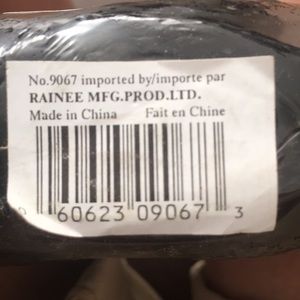 No.9067 imported by/importe par
RAINEE MFG.PROD.LTD.
Made in China Fait en Chine
0 60623 09067 3